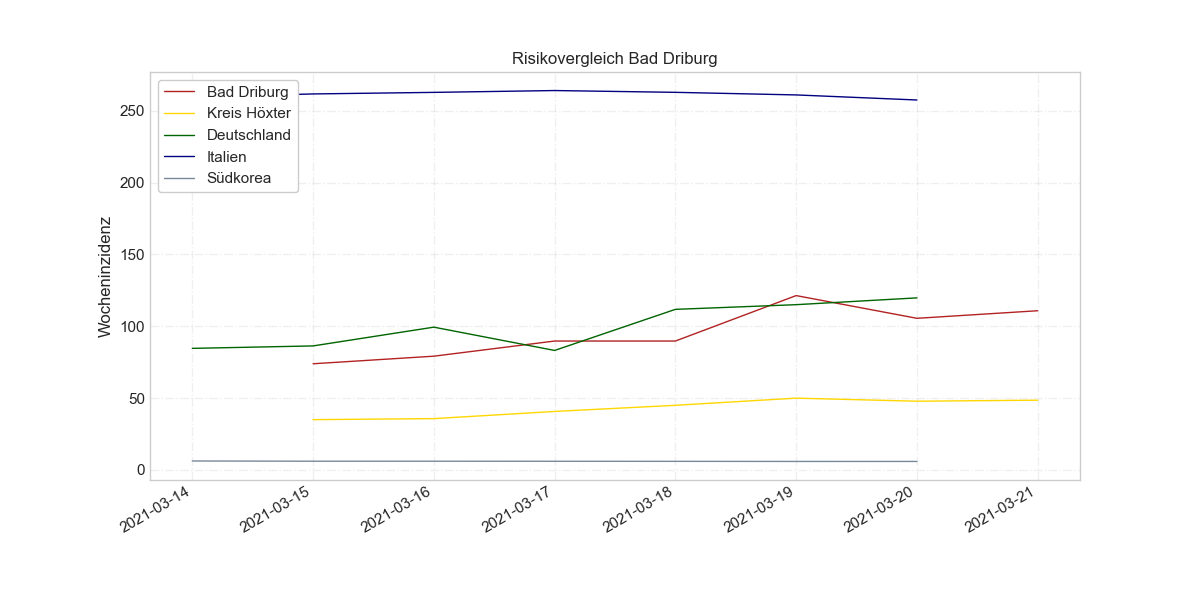 Risikovergleich Bad Driburg
Bad Driburg
Kreis Höxter
Deutschland
Italien
Südkorea
Wocheninzidenz
250
200
150
100
50
0
2021-03-14
2021-03-15
2021-03-16
2021-03-17
2021-03-18
2021-03-19
2021-03-20
2021-03-21